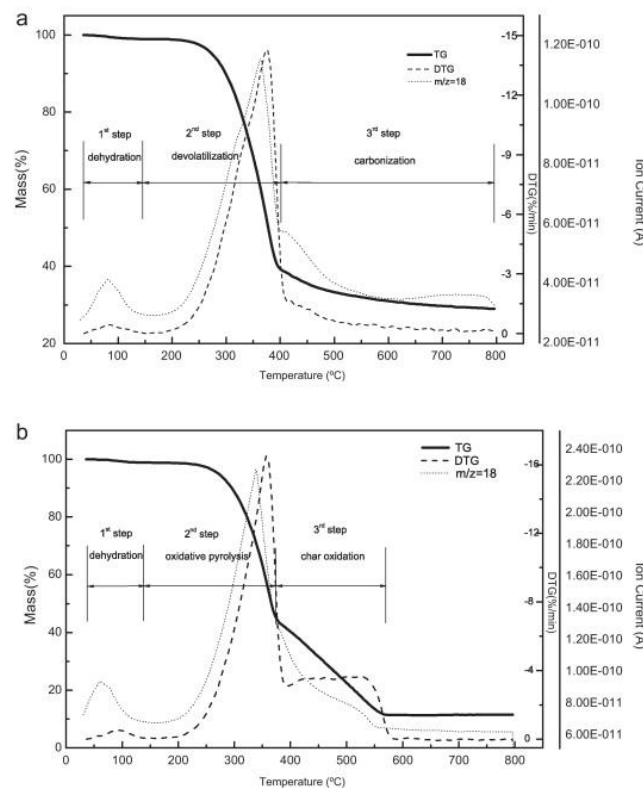 a
100
80
60
40
20
Mass(%)
0
100
200
300
400
500
600
700
800
Temperature (ºC)
TG
DTG
m/z=18
1st step
dehydration
2nd step
devolatilization
3rd step
carbonization
-15
-12
-9
-6
-3
0
DTG(%/min)
1.20E-010
1.00E-010
8.00E-011
6.00E-011
4.00E-011
2.00E-011
Ion Current (A)
b
100
80
60
40
20
0
Mass(%)
0
100
200
300
400
500
600
700
800
Temperature (ºC)
TG
DTG
m/z=18
1st step
dehydration
2nd step
oxidative pyrolysis
3rd step
char oxidation
-16
-12
-8
-4
0
DTG(%/min)
2.40E-010
2.20E-010
2.00E-010
1.80E-010
1.60E-010
1.40E-010
1.20E-010
1.00E-010
8.00E-011
6.00E-011
Ion Current (A)